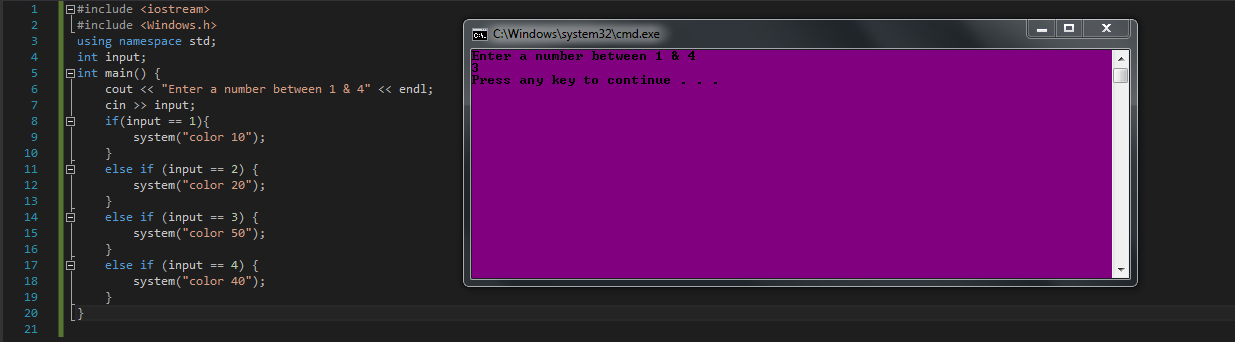 1 #include <iostream>
2 #include <Windows.h>
3 using namespace std;
4 int input;
5 int main() {
6 cout << "Enter a number between 1 & 4" << endl;
7 cin >> input;
8 if(input == 1){
9 system("color 10");
10 }
11 else if (input == 2) {
12 system("color 20");
13 }
14 else if (input == 3) {
15 system("color 50");
16 }
17 else if (input == 4) {
18 system("color 40");
19 }
20 }
21
C:\Windows\system32\cmd.exe
Enter a number between 1 & 4
3
Press any key to continue . . .